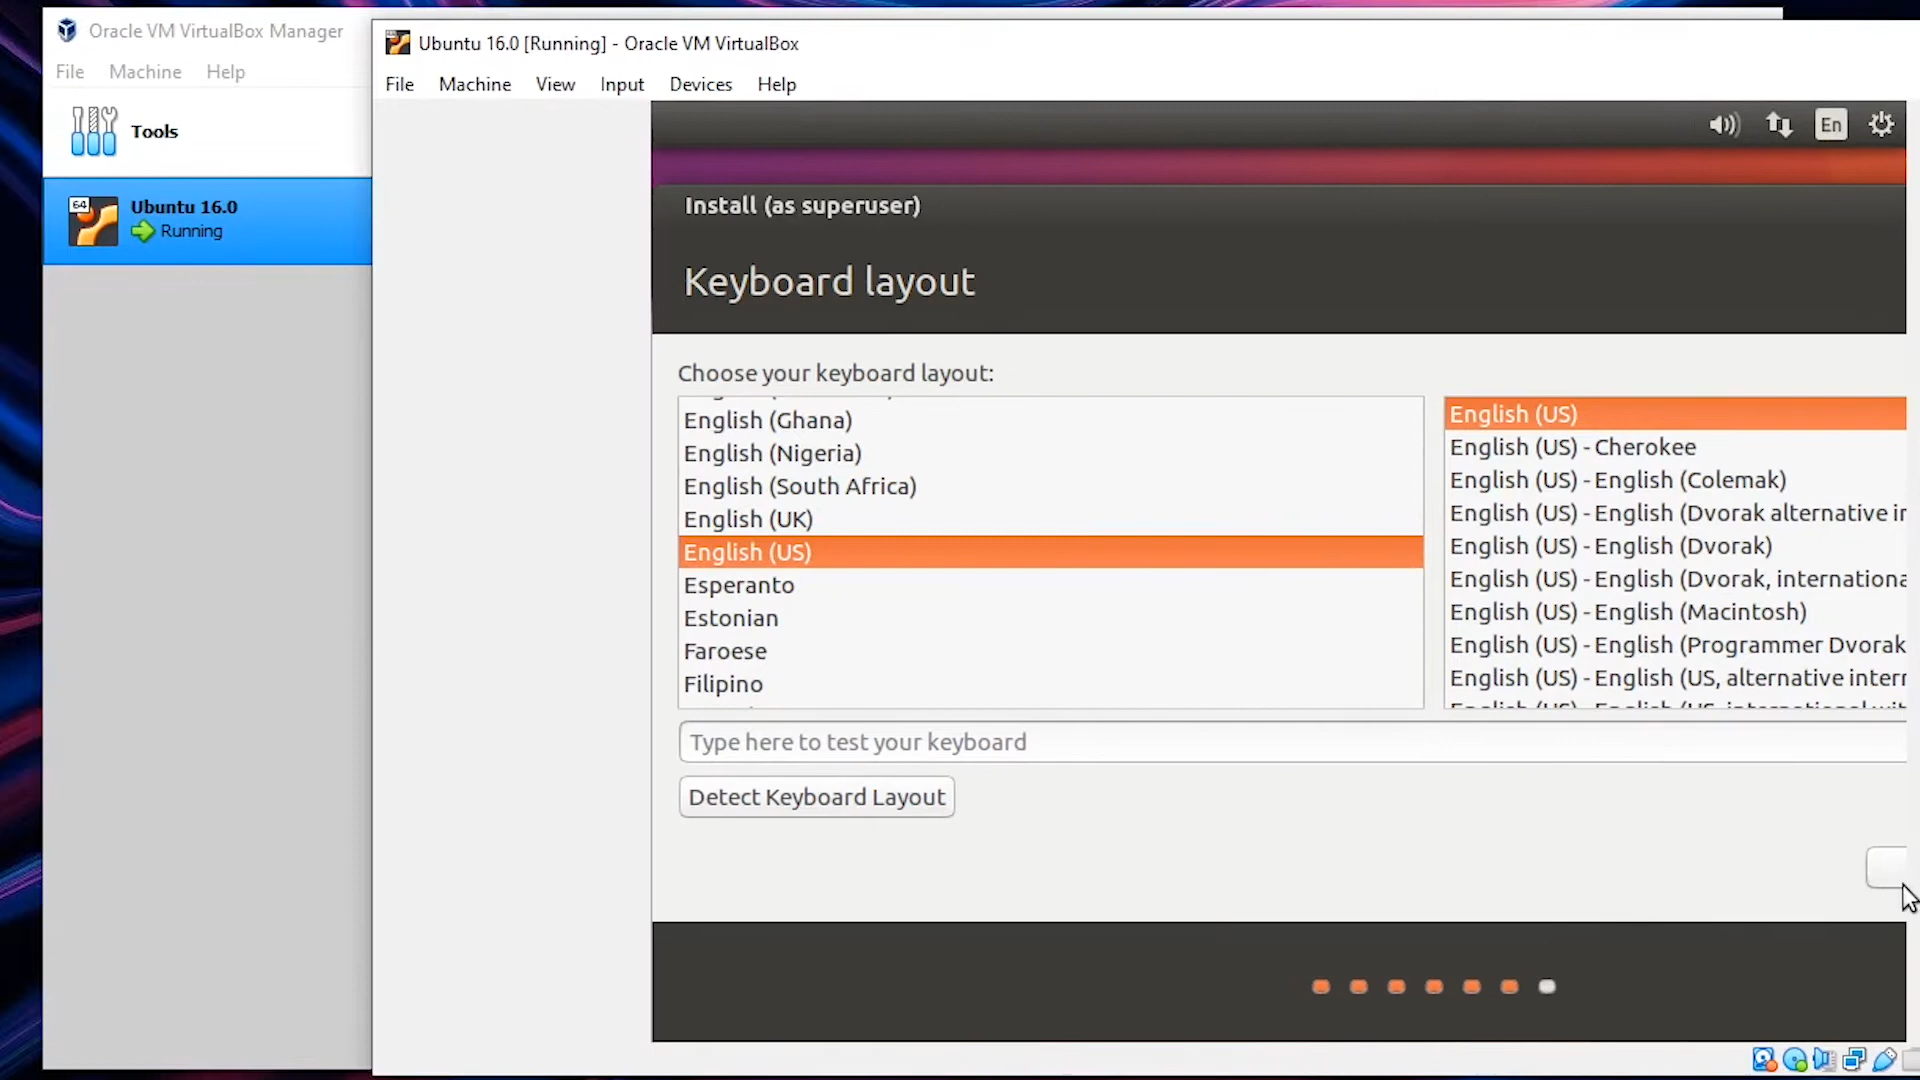 Oracle VM VirtualBox Manager
File Machine Help
Tools
64
Ubuntu 16.0
Running
Ubuntu 16.0 [Running] - Oracle VM VirtualBox
File Machine View Input Devices Help
En
Install (as superuser)
Keyboard layout
Choose your keyboard layout:
English (Ghana)
English (Nigeria)
English (South Africa)
English (UK)
English (US)
Esperanto
Estonian
Faroese
Filipino
English (US)
English (US) - Cherokee
English (US) - English (Colemak)
English (US) - English (Dvorak alternative
English (US) - English (Dvorak)
English (US) - English (Dvorak, internationa
English (US) - English (Macintosh)
English (US) - English (Programmer Dvorak
English (US) - English (US, alternative inter
Type here to test your keyboard
Detect Keyboard Layout